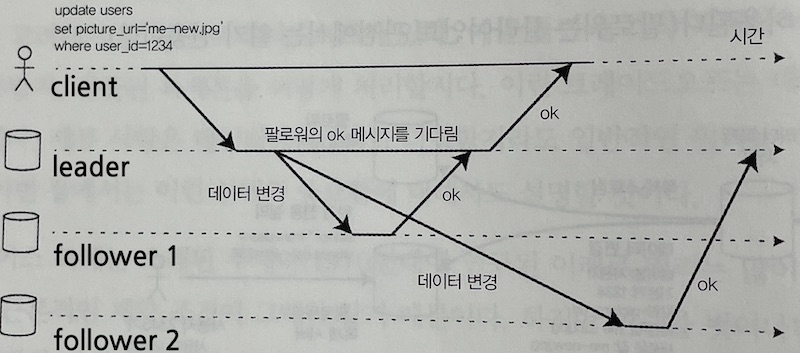 update users
set picture_url='me-new.jpg'
where user_id=1234
시간
client
ok
팔로워의 ok 메시지를 기다림
leader
데이터 변경
ok
follower 1
데이터 변경
ok
follower 2